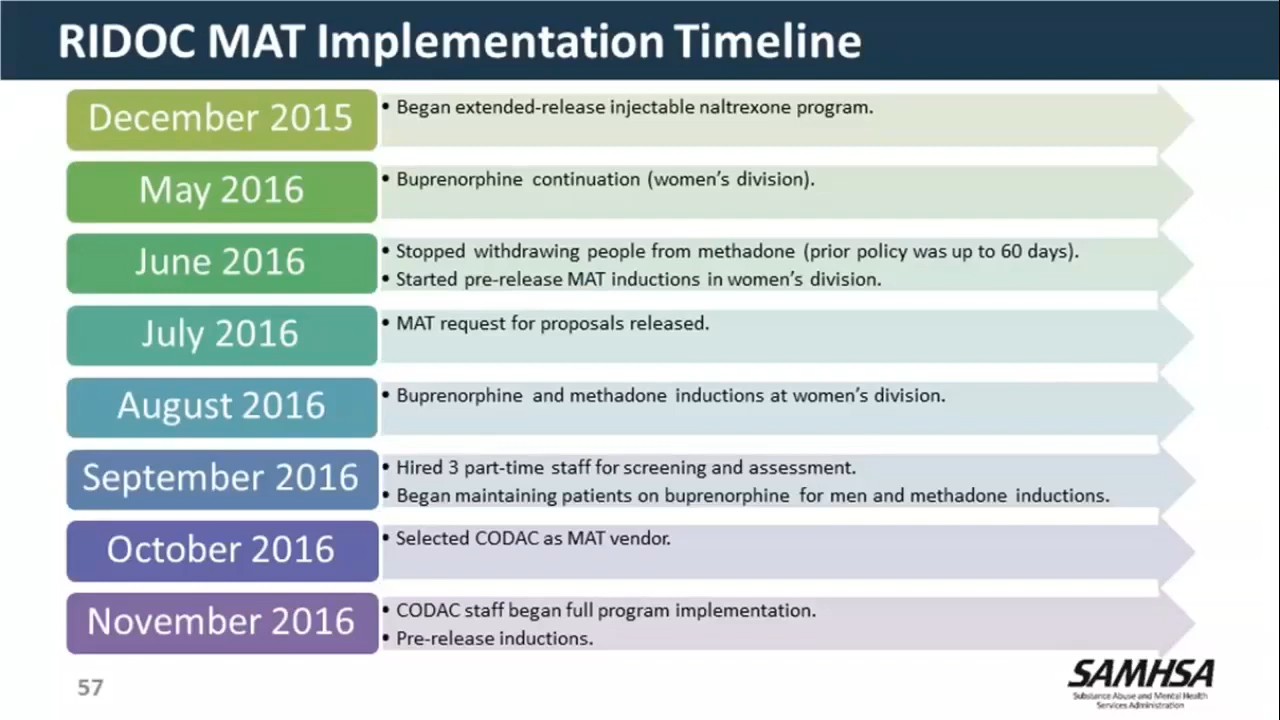 RIDOC MAT Implementation Timeline
December 2015
• Began extended-release injectable naltrexone program.
May 2016
• Buprenorphine continuation (women's division).
June 2016
• Stopped withdrawing people from methadone (prior policy was up to 60 days).
• Started pre-release MAT inductions in women's division.
July 2016
• MAT request for proposals released.
August 2016
• Buprenorphine and methadone inductions at women's division.
September 2016
• Hired 3 part-time staff for screening and assessment.
• Began maintaining patients on buprenorphine for men and methadone inductions.
October 2016
• Selected CODAC as MAT vendor.
November 2016
• CODAC staff began full program implementation.
• Pre-release inductions.
57
SAMHSA
Substance Abuse and Mental Health
Services Administration